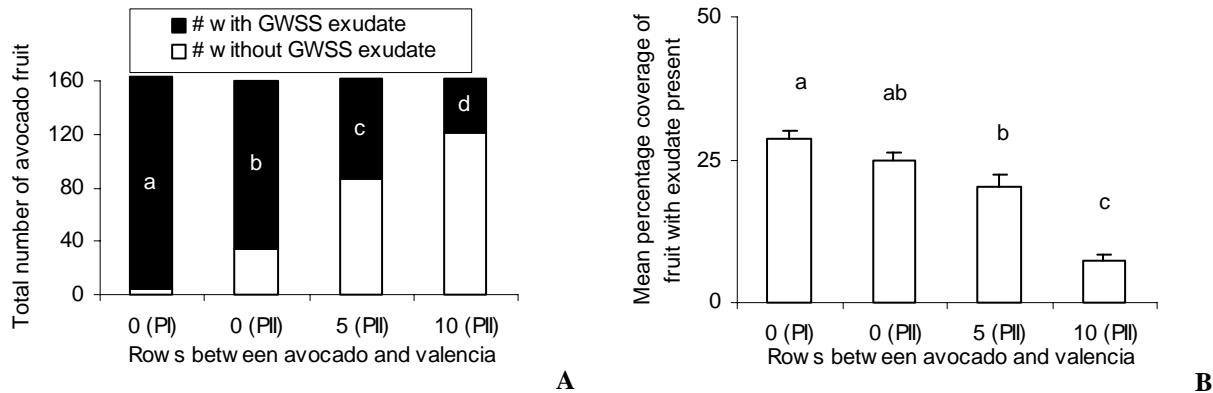 # with GWSS exudate
# without GWSS exudate
Total number of avocado fruit
160
120
80
40
0
a
b
c
d
0 (PI)
0 (PII)
5 (PII)
10 (PII)
Rows between avocado and valencia
A
Mean percentage coverage of
fruit with exudate present
50
25
0
a
ab
b
c
0 (PI)
0 (PII)
5 (PII)
10 (PII)
Rows between avocado and valencia
B